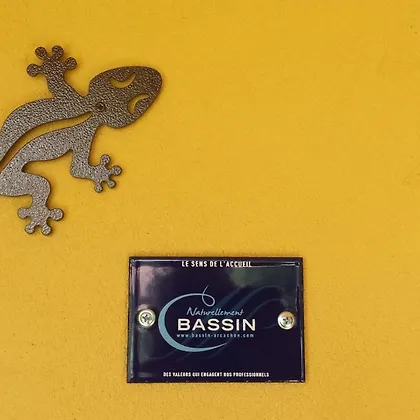 LE SENS DE L'ACCUEIL
Naturellement
BASSIN
www.bassin-arcachon.com
DES VALEURS QUI ENGAGENT NOS PROFESSIONNELS